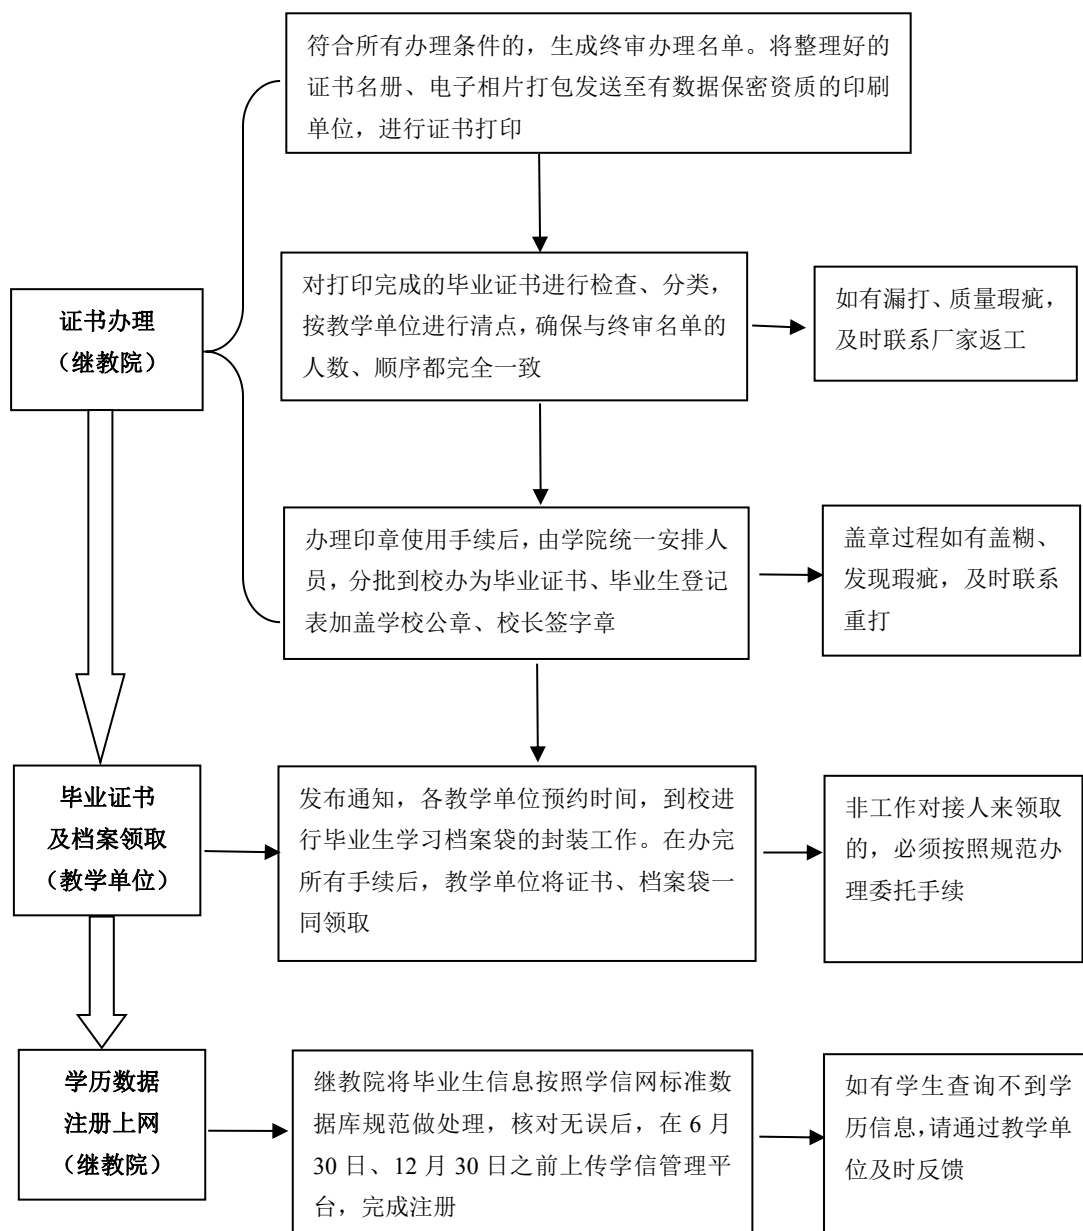 符合所有办理条件的，生成终审办理名单。将整理好的
证书名册、电子相片打包发送至有数据保密资质的印刷
单位，进行证书打印
证书办理
（继教院）
对打印完成的毕业证书进行检查、分类，
按教学单位进行清点，确保与终审名单的
人数、顺序都完全一致
如有漏打、质量瑕疵，
及时联系厂家返工
办理印章使用手续后，由学院统一安排人
员，分批到校办为毕业证书、毕业生登记
表加盖学校公章、校长签字章
盖章过程如有盖糊、
发现瑕疵，及时联系
重打
毕业证书
及档案领取
（教学单位）
发布通知，各教学单位预约时间，到校进
行毕业生学习档案袋的封装工作。在办完
所有手续后，教学单位将证书、档案袋一
同领取
非工作对接人来领取
的，必须按照规范办
理委托手续
学历数据
注册上网
（继教院）
继教院将毕业生信息按照学信网标准数
据库规范做处理，核对无误后，在 6 月
30 日、12 月 30 日之前上传学信管理平
台，完成注册
如有学生查询不到学
历信息，请通过教学单
位及时反馈